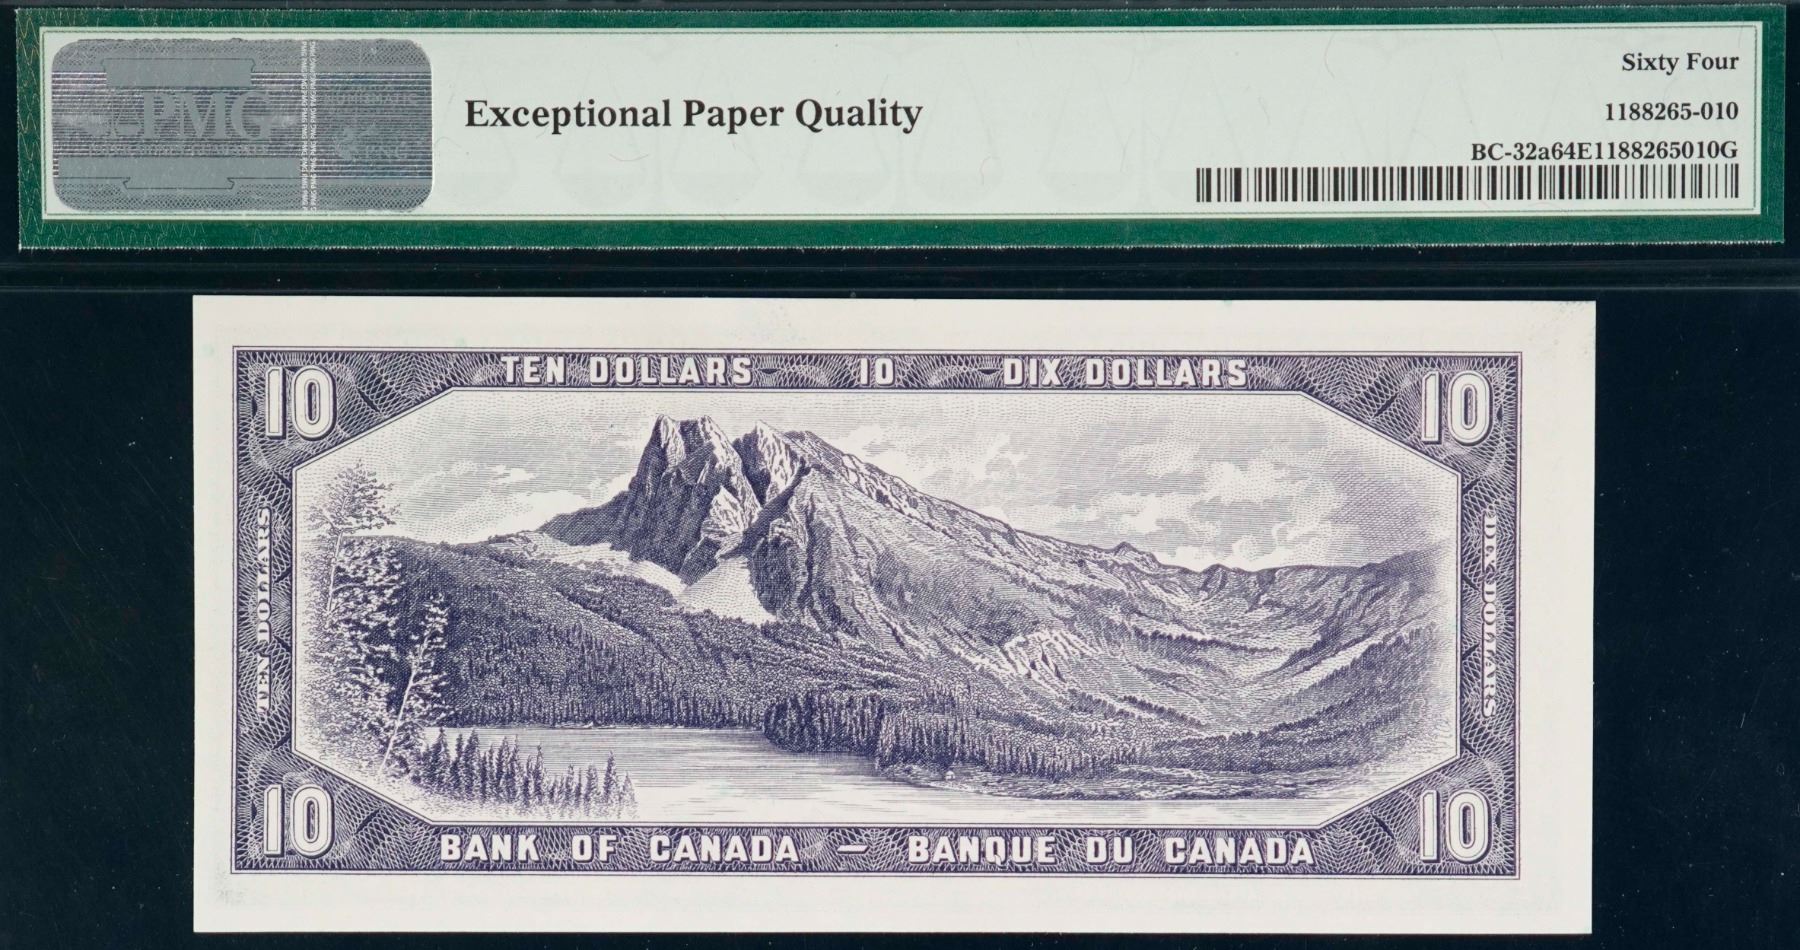 PMG
Exceptional Paper Quality
Sixty Four
1188265-010
BC-32a64E1188265010G
TEN DOLLARS 10 DIX DOLLARS
10 10
TEN DOLLARS
DIX DOLLARS
10 10
BANK OF CANADA — BANQUE DU CANADA